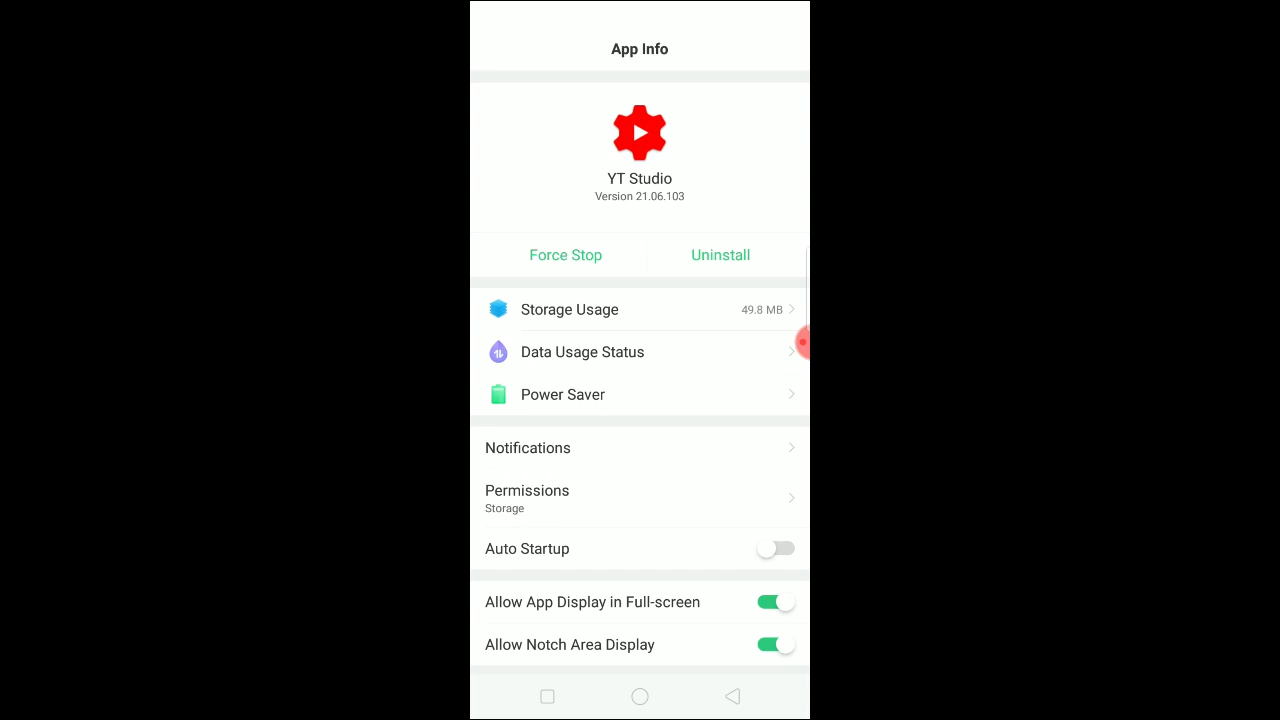 App Info
YT Studio
Version 21.06.103
Force Stop
Uninstall
Storage Usage
49.8 MB
Data Usage Status
Power Saver
Notifications
Permissions
Storage
Auto Startup
Allow App Display in Full-screen
Allow Notch Area Display